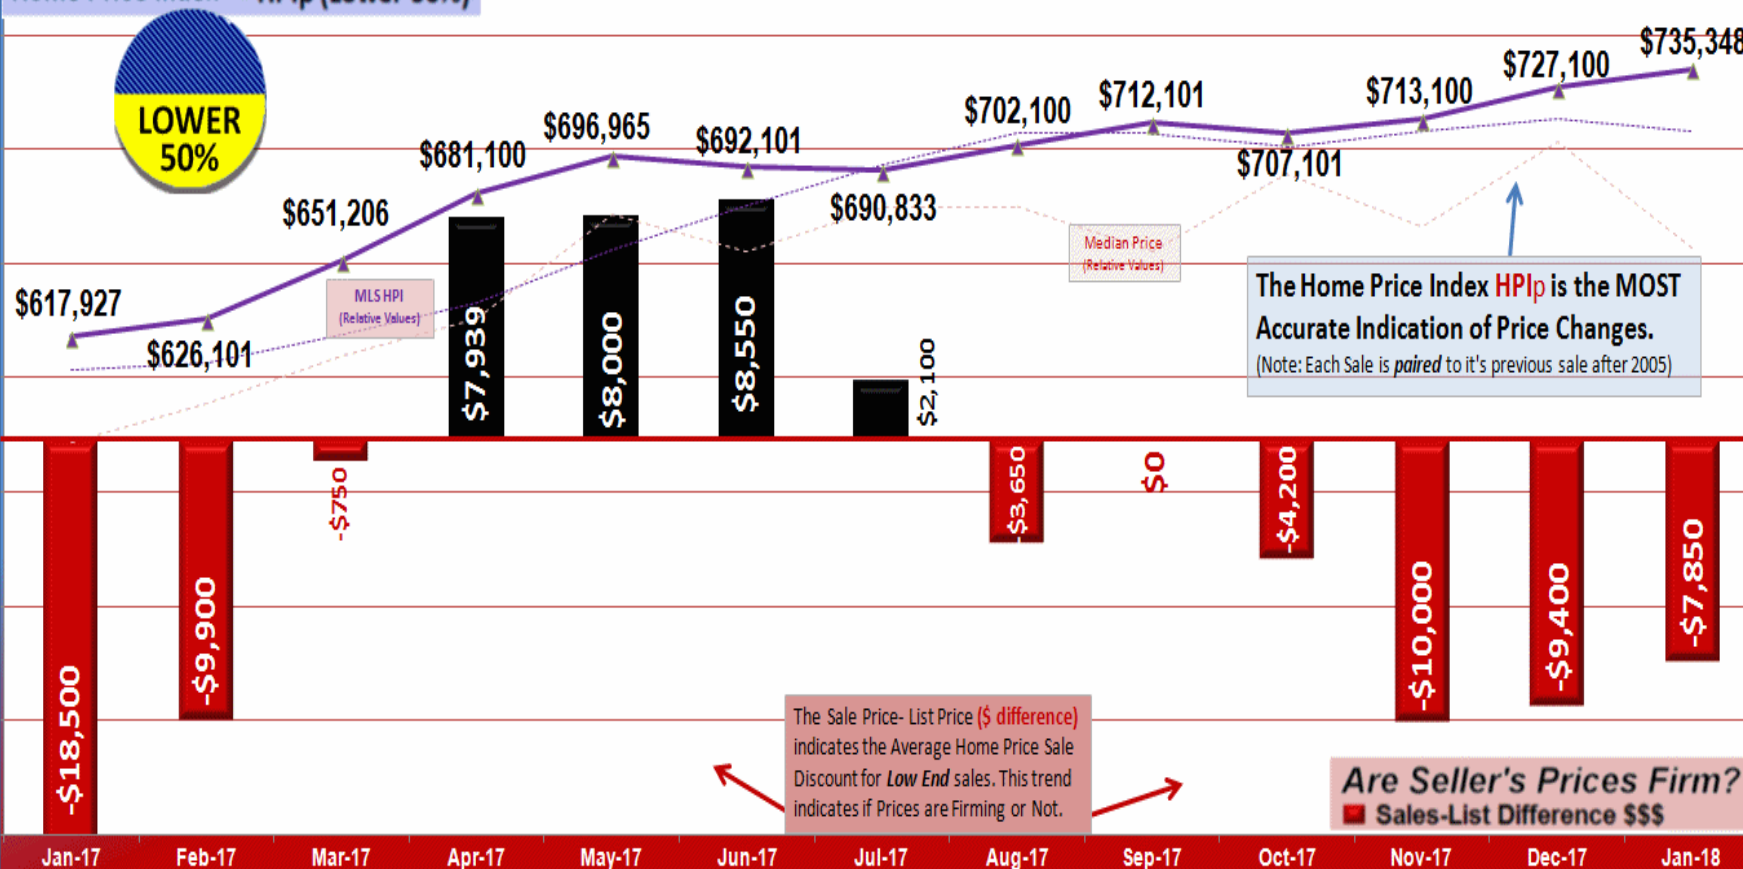 Home Price Index - HPIp (Lower 50%)
LOWER
50%
$617,927
$626,101
$651,206
$681,100
$696,965
$692,101
$690,833
$702,100
$712,101
$707,101
$713,100
$727,100
$735,348
MLS HPI
(Relative Values)
Median Price
(Relative Values)
The Home Price Index HPIp is the MOST
Accurate Indication of Price Changes.
(Note: Each Sale is paired to it's previous sale after 2005)
-$18,500
-$9,900
-$750
$7,939
$8,000
$8,550
$2,100
-$3,650
$0
-$4,200
-$10,000
-$9,400
-$7,850
The Sale Price- List Price ($ difference)
indicates the Average Home Price Sale
Discount for Low End sales. This trend
indicates if Prices are Firming or Not.
Are Seller's Prices Firm?
Sales-List Difference $$$
Jan-17 Feb-17 Mar-17 Apr-17 May-17 Jun-17 Jul-17 Aug-17 Sep-17 Oct-17 Nov-17 Dec-17 Jan-18